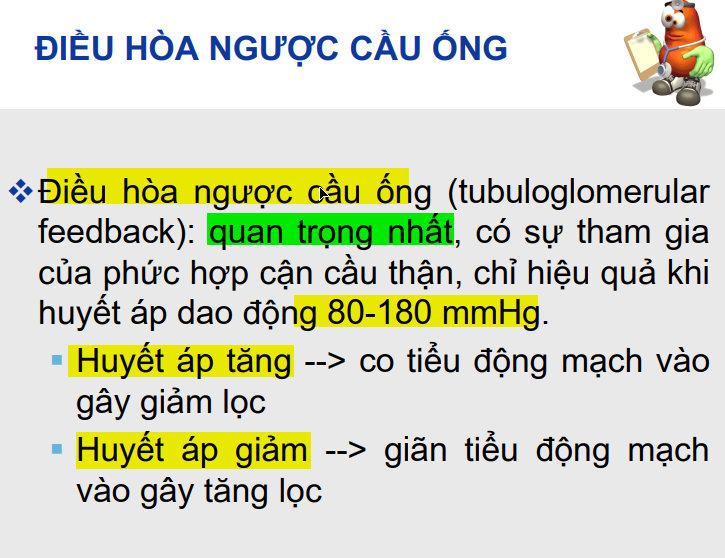 ĐIỀU HÒA NGƯỢC CẦU ỐNG
Điều hòa ngược cầu ống (tubuloglomerular
feedback): quan trọng nhất, có sự tham gia
của phức hợp cận cầu thận, chỉ hiệu quả khi
huyết áp dao động 80-180 mmHg.
Huyết áp tăng --> co tiểu động mạch vào
gây giảm lọc
Huyết áp giảm --> giãn tiểu động mạch
vào gây tăng lọc